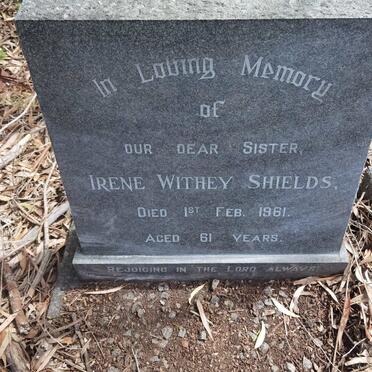 In Loving Memory
of
OUR DEAR SISTER,
IRENE WITHEY SHIELDS,
DIED 1ST FEB. 1961.
AGED 61 YEARS.
REJOICING IN THE LORD ALWAYS